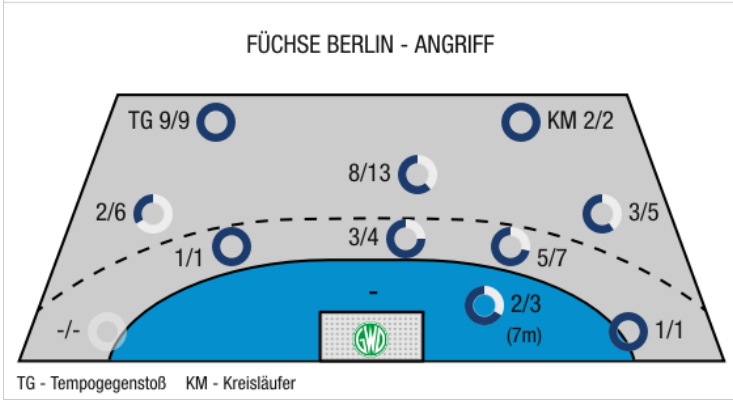 FÜCHSE BERLIN - ANGRIFF
TG 9/9 KM 2/2
8/13
2/6 3/5
3/4
1/1 5/7
-
2/3
-/- 1/1
(7m)
GWD
TG - Tempogegenstoß KM - Kreisläufer